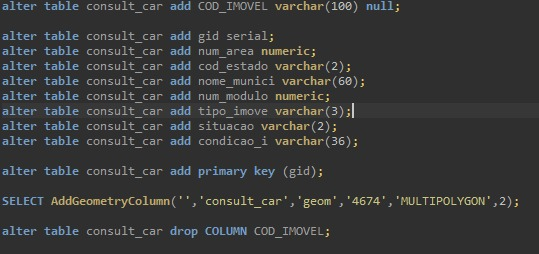 alter table consult_car add COD_IMOVEL varchar(100) null;
alter table consult_car add gid serial;
alter table consult_car add num_area numeric;
alter table consult_car add cod_estado varchar(2);
alter table consult_car add nome_munici varchar(60);
alter table consult_car add num_modulo numeric;
alter table consult_car add tipo_imove varchar(3);
alter table consult_car add situacao varchar(2);
alter table consult_car add condicao_i varchar(36);
alter table consult_car add primary key (gid);
SELECT AddGeometryColumn('','consult_car','geom','4674','MULTIPOLYGON',2);
alter table consult_car drop COLUMN COD_IMOVEL;